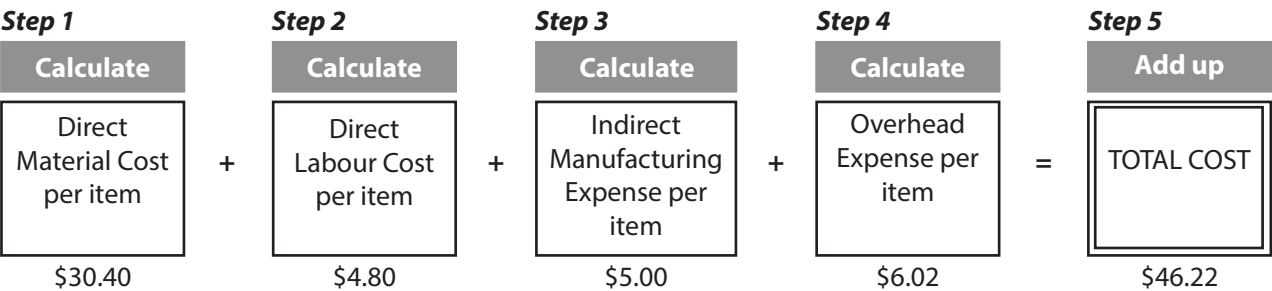 Step 1
Calculate
Direct
Material Cost
per item
$30.40
+
Step 2
Calculate
Direct
Labour Cost
per item
$4.80
+
Step 3
Calculate
Indirect
Manufacturing
Expense per
item
$5.00
+
Step 4
Calculate
Overhead
Expense per
item
$6.02
=
Step 5
Add up
TOTAL COST
$46.22